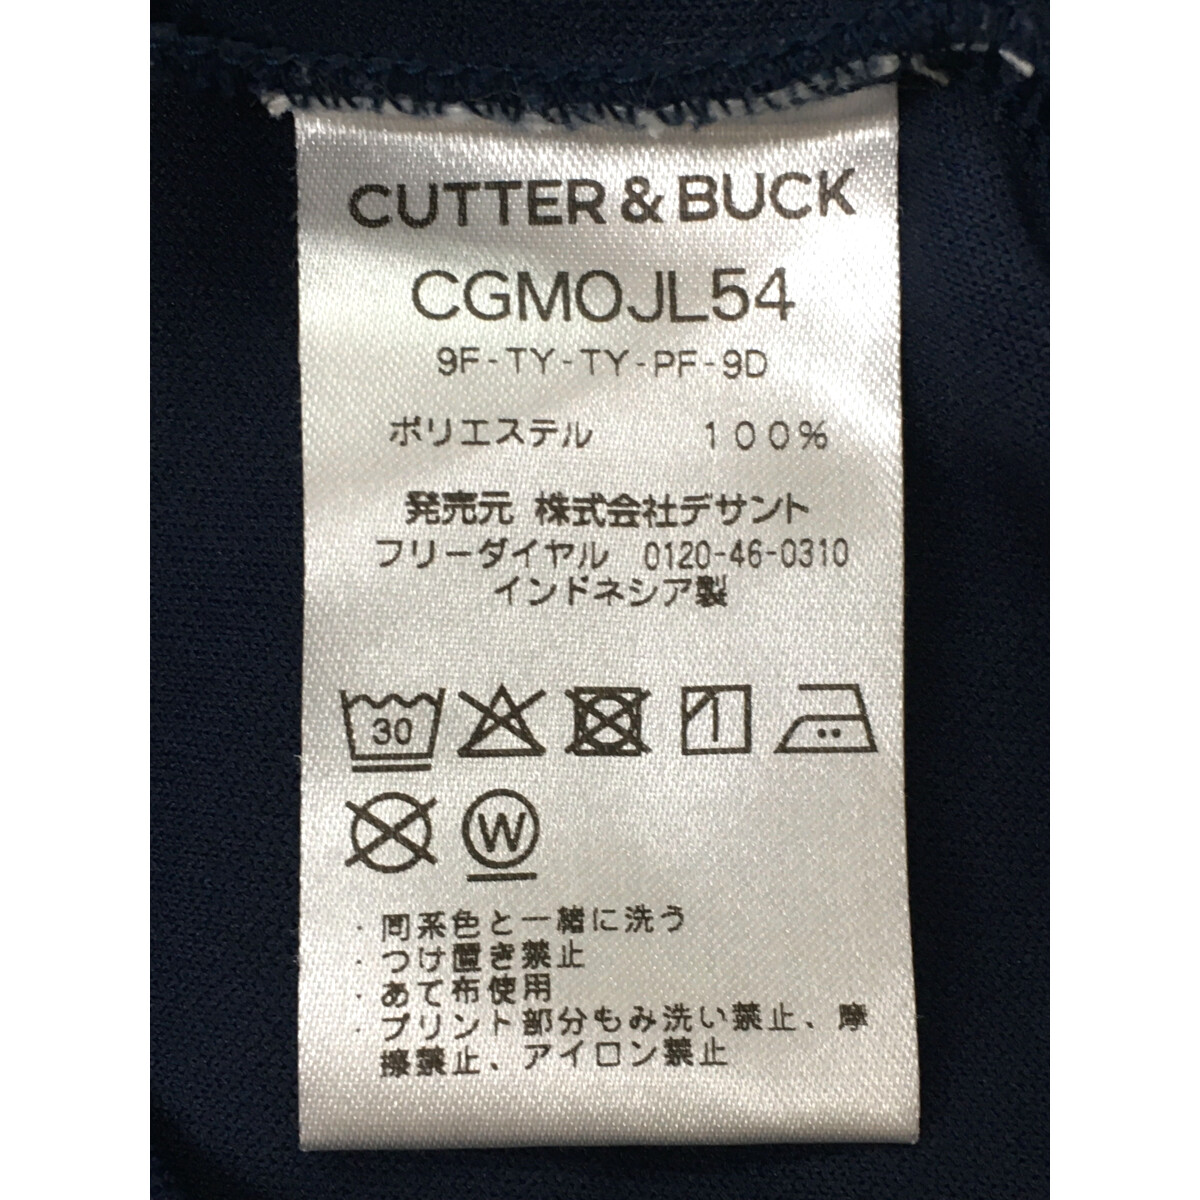 CUTTER & BUCK
CGMOJL54
9F-TY-TY-PF-9D
ポリエステル 100%
発売元 株式会社デサント
フリーダイヤル 0120-46-0310
インドネシア製
30
W
・同系色と一緒に洗う
・つけ置き禁止
・あて布使用
・プリント部分もみ洗い禁止、摩
擦禁止、アイロン禁止